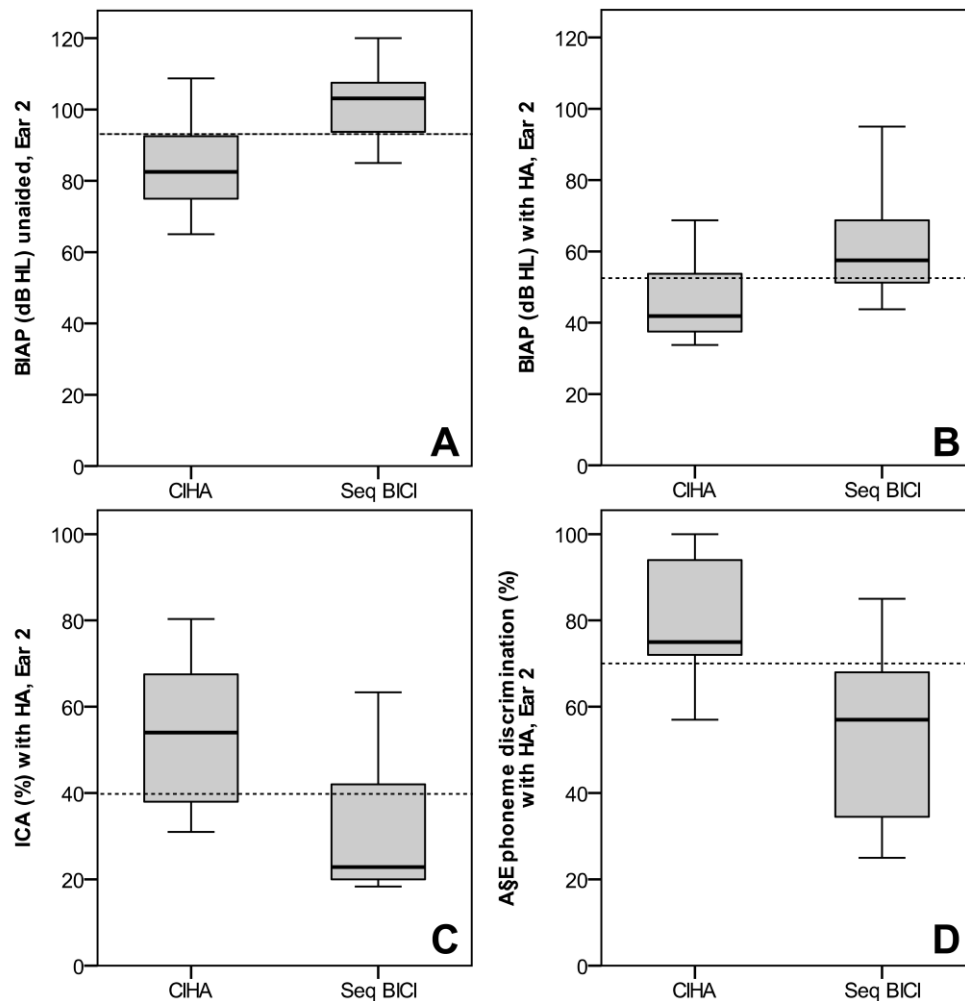 BIAP (dB HL) unaided, Ear 2
120
100
80
60
40
20
0
CIHA
Seq BICI
A
BIAP (dB HL) with HA, Ear 2
120
100
80
60
40
20
0
CIHA
Seq BICI
B
ICA (%) with HA, Ear 2
100
80
60
40
20
0
CIHA
Seq BICI
C
A§E phoneme discrimination (%)
with HA, Ear 2
100
80
60
40
20
0
CIHA
Seq BICI
D